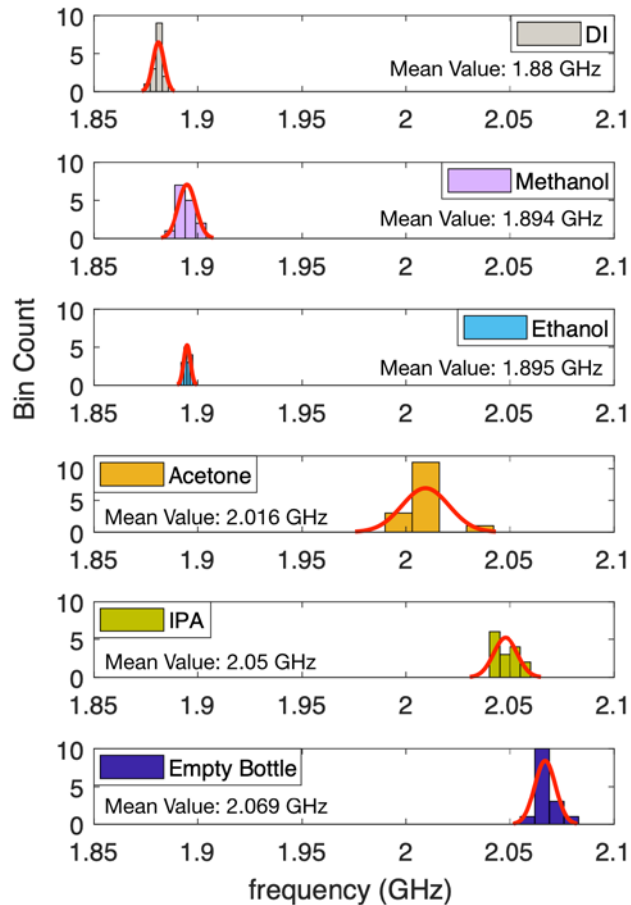 10
5
0
DI
Mean Value: 1.88 GHz
1.85 1.9 1.95 2 2.05 2.1
10
5
0
Methanol
Mean Value: 1.894 GHz
1.85 1.9 1.95 2 2.05 2.1
Bin Count
10
5
0
Ethanol
Mean Value: 1.895 GHz
1.85 1.9 1.95 2 2.05 2.1
10
5
0
Acetone
Mean Value: 2.016 GHz
1.85 1.9 1.95 2 2.05 2.1
10
5
0
IPA
Mean Value: 2.05 GHz
1.85 1.9 1.95 2 2.05 2.1
10
5
0
Empty Bottle
Mean Value: 2.069 GHz
1.85 1.9 1.95 2 2.05 2.1
frequency (GHz)